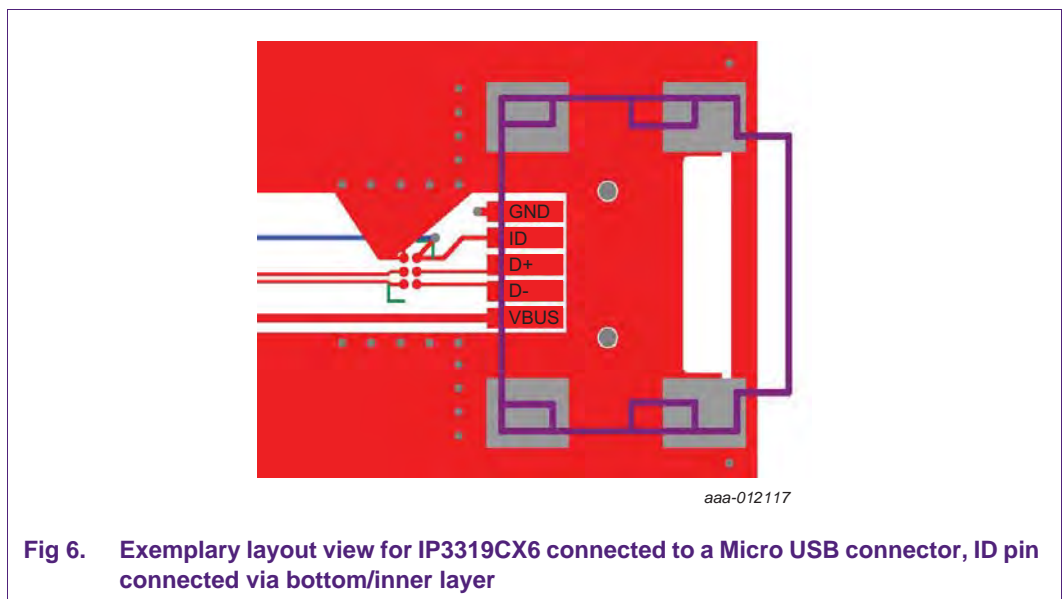 GND
ID
D+
D-
VBUS
aaa-012117
Fig 6. Exemplary layout view for IP3319CX6 connected to a Micro USB connector, ID pin
connected via bottom/inner layer